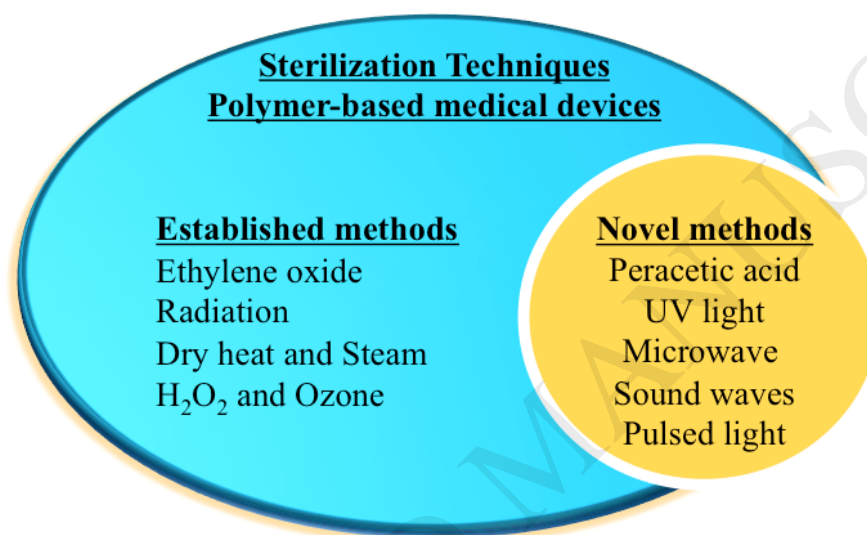 Sterilization Techniques
Polymer-based medical devices
Established methods
Ethylene oxide
Radiation
Dry heat and Steam
H₂O₂ and Ozone
Novel methods
Peracetic acid
UV light
Microwave
Sound waves
Pulsed light